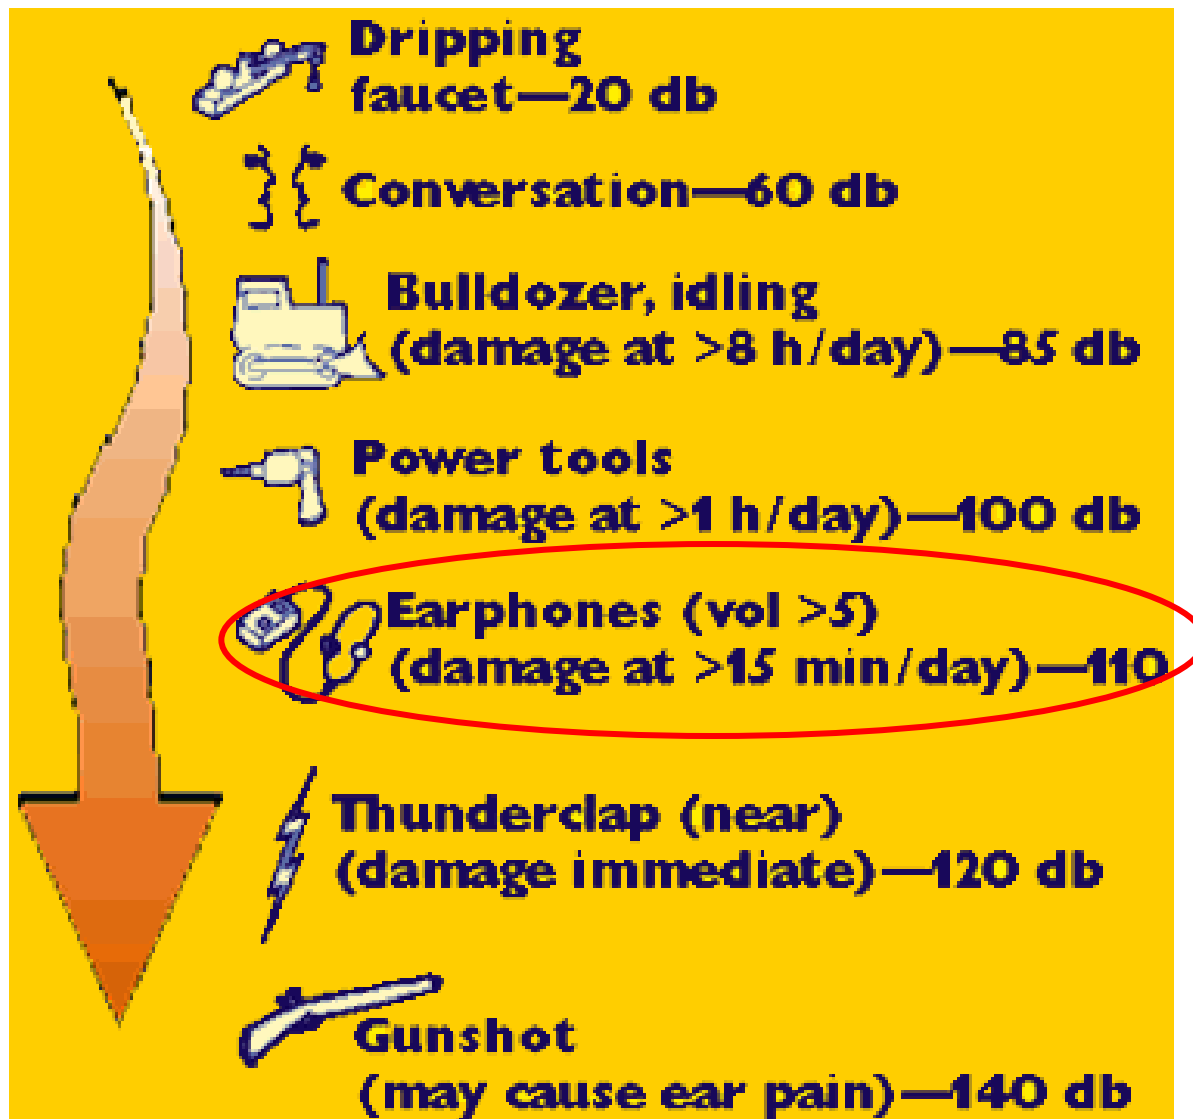 Dripping
faucet—20 db
Conversation—60 db
Bulldozer, idling
(damage at >8 h/day)—85 db
Power tools
(damage at >1 h/day)—100 db
Earphones (vol >5)
(damage at >15 min/day)—110
Thunderclap (near)
(damage immediate)—120 db
Gunshot
(may cause ear pain)—140 db